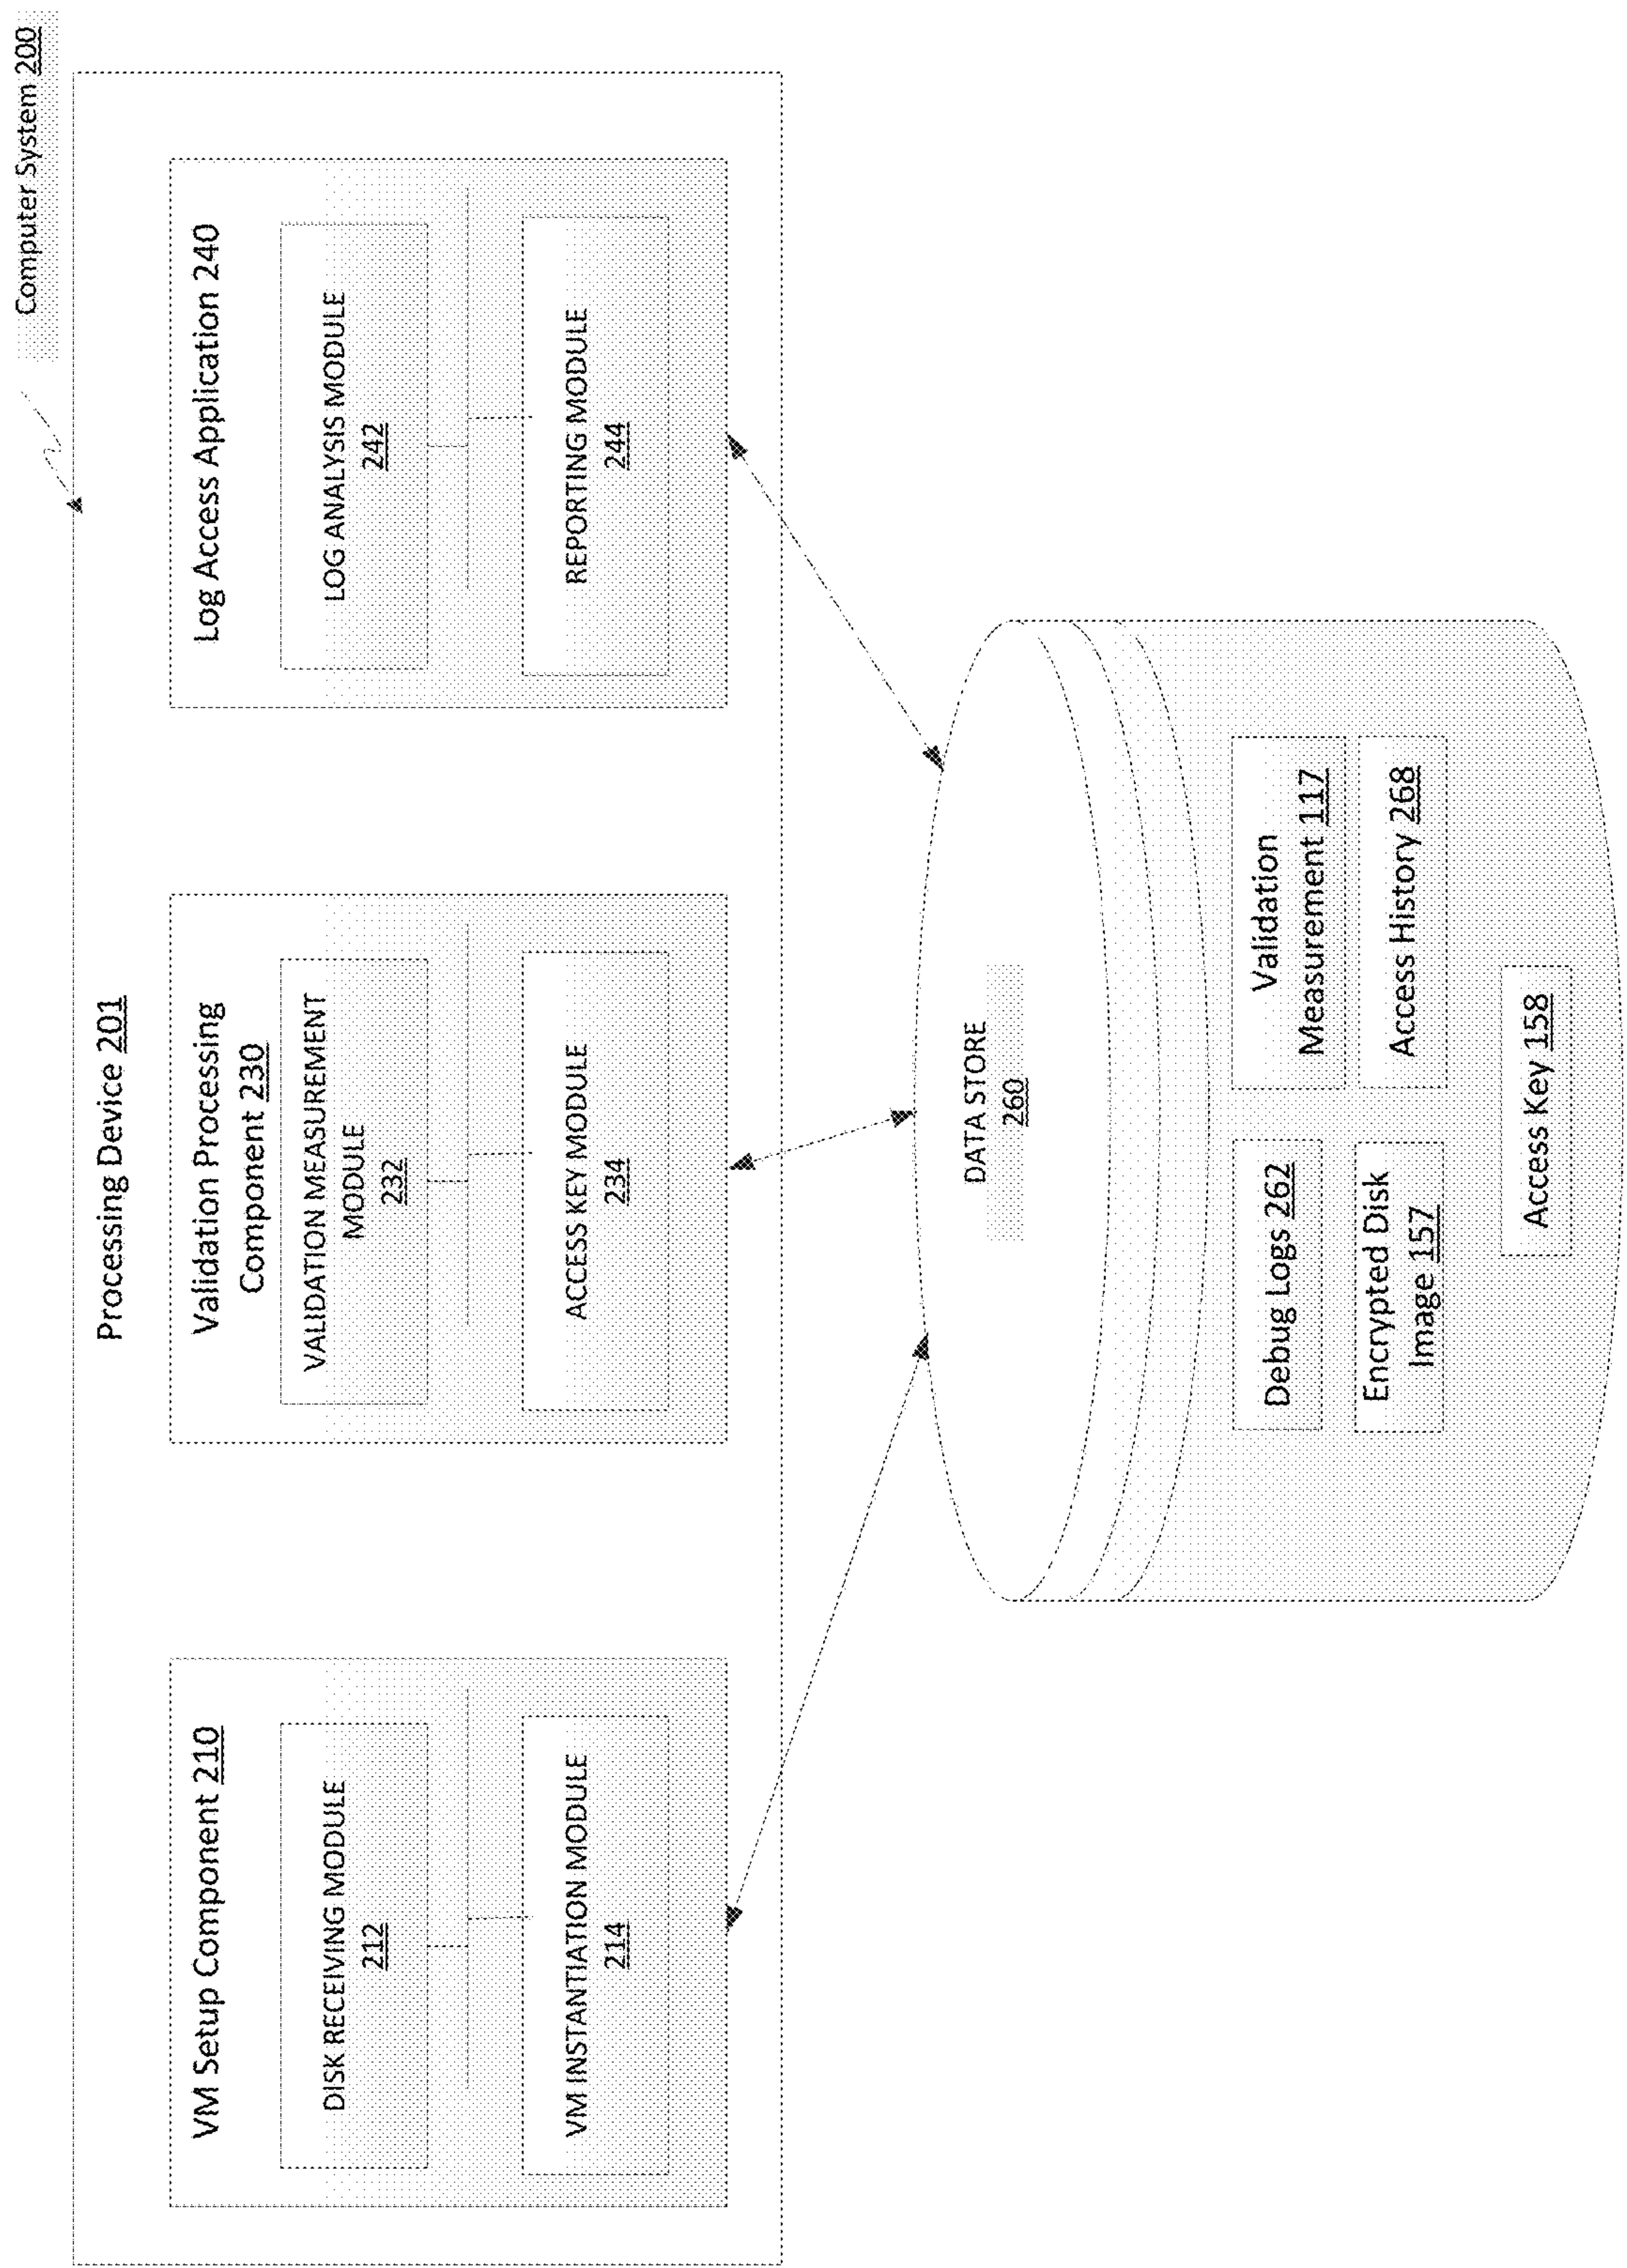 Computer System 200
Processing Device 201
VM Setup Component 210
DISK RECEIVING MODULE
212
VM INSTANTIATION MODULE
214
Validation Processing
Component 230
VALIDATION MEASUREMENT
MODULE
232
ACCESS KEY MODULE
234
Log Access Application 240
LOG ANALYSIS MODULE
242
REPORTING MODULE
244
DATA STORE
260
Debug Logs 262
Encrypted Disk
Image 157
Validation
Measurement 117
Access History 268
Access Key 158